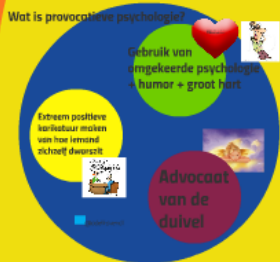 Wat is provocatieve psychologie?
Gebruik van
omgekeerde psychologie
+ humor + groot hart
Extreem positieve
karikatuur maken
van hoe iemand
zichzelf dwarszit
Advocaat
van de
duivel